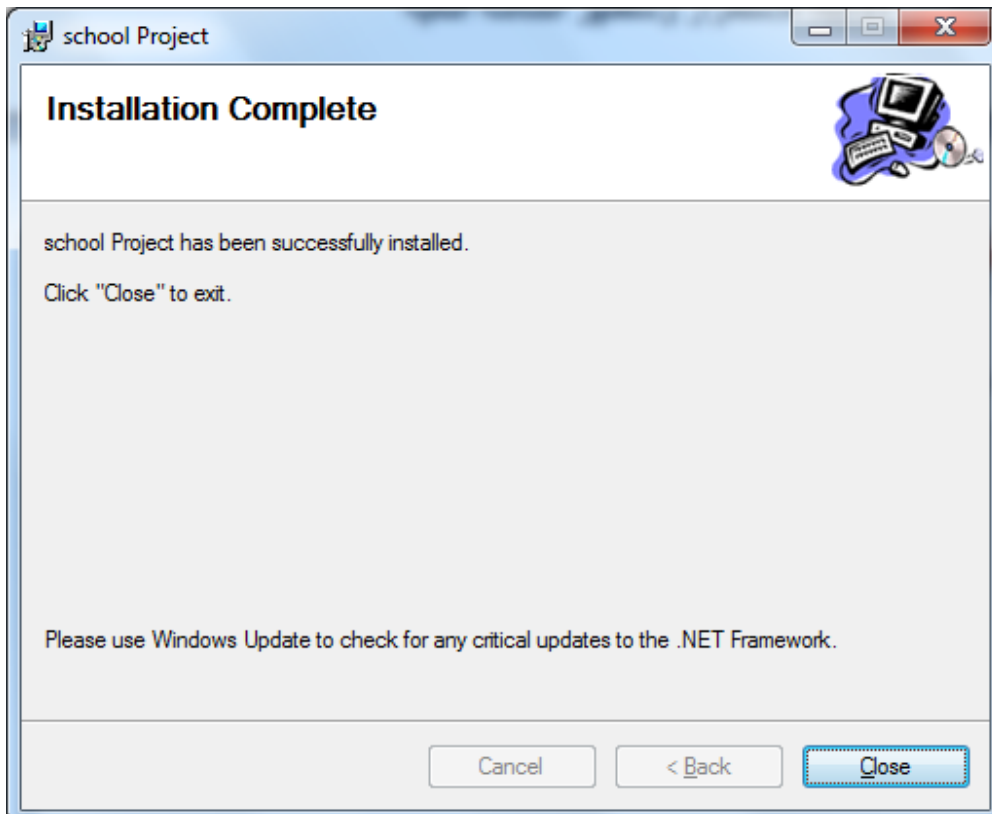 school Project
Installation Complete
school Project has been successfully installed.
Click "Close" to exit.
Please use Windows Update to check for any critical updates to the .NET Framework.
Cancel
< Back
Close